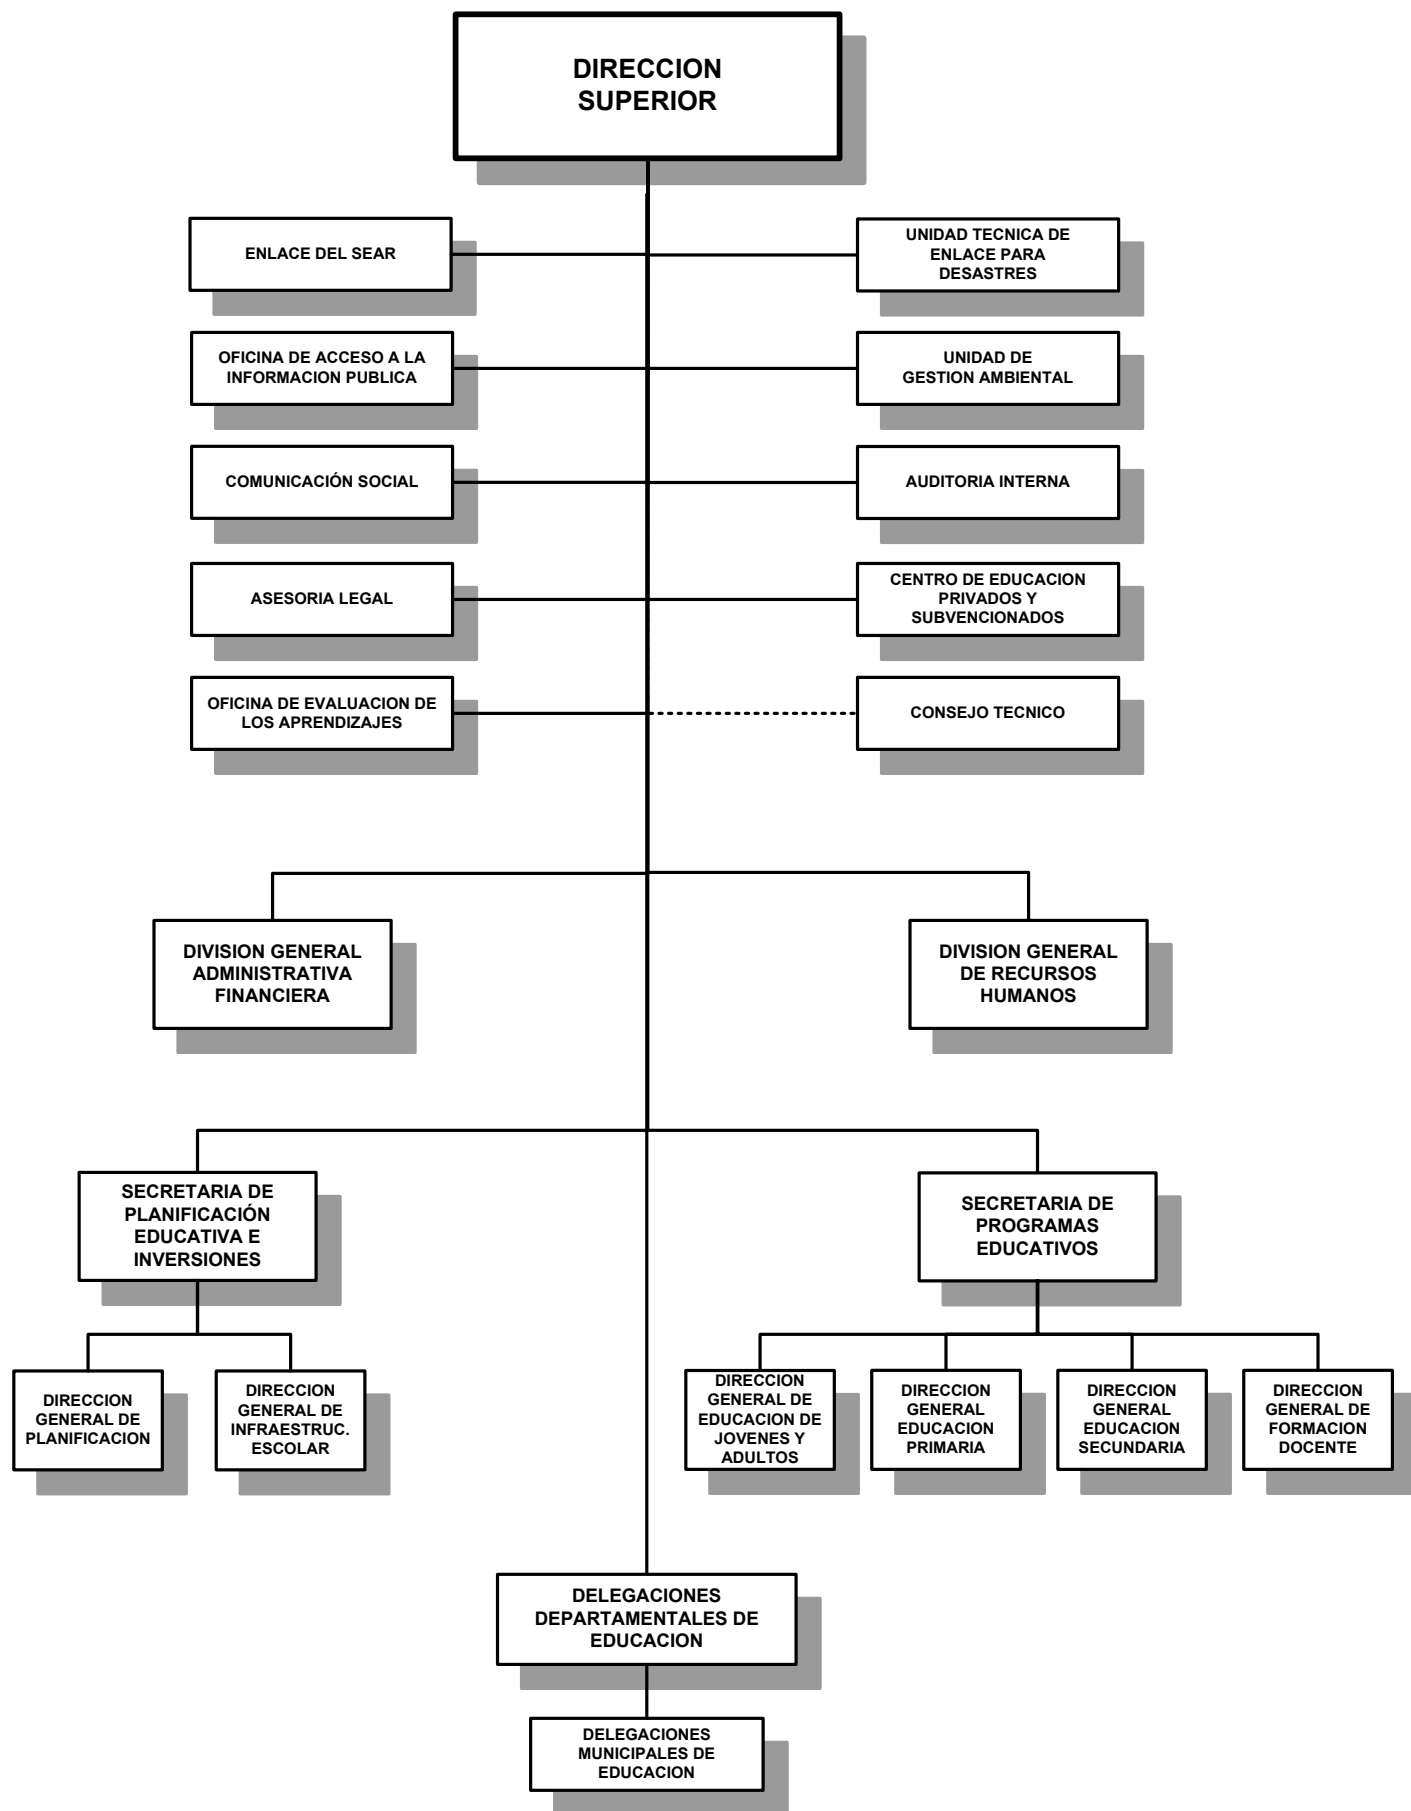 DIRECCION
SUPERIOR
ENLACE DEL SEAR
UNIDAD TECNICA DE
ENLACE PARA
DESASTRES
OFICINA DE ACCESO A LA
INFORMACION PUBLICA
UNIDAD DE
GESTION AMBIENTAL
COMUNICACIÓN SOCIAL
AUDITORIA INTERNA
ASESORIA LEGAL
CENTRO DE EDUCACION
PRIVADOS Y
SUBVENCIONADOS
OFICINA DE EVALUACION DE
LOS APRENDIZAJES
CONSEJO TECNICO
DIVISION GENERAL
ADMINISTRATIVA
FINANCIERA
DIVISION GENERAL
DE RECURSOS
HUMANOS
SECRETARIA DE
PLANIFICACIÓN
EDUCATIVA E
INVERSIONES
SECRETARIA DE
PROGRAMAS
EDUCATIVOS
DIRECCION
GENERAL DE
PLANIFICACION
DIRECCION
GENERAL DE
INFRAESTRUC.
ESCOLAR
DIRECCION
GENERAL DE
EDUCACION DE
JOVENES Y
ADULTOS
DIRECCION
GENERAL
EDUCACION
PRIMARIA
DIRECCION
GENERAL
EDUCACION
SECUNDARIA
DIRECCION
GENERAL DE
FORMACION
DOCENTE
DELEGACIONES
DEPARTAMENTALES DE
EDUCACION
DELEGACIONES
MUNICIPALES DE
EDUCACION